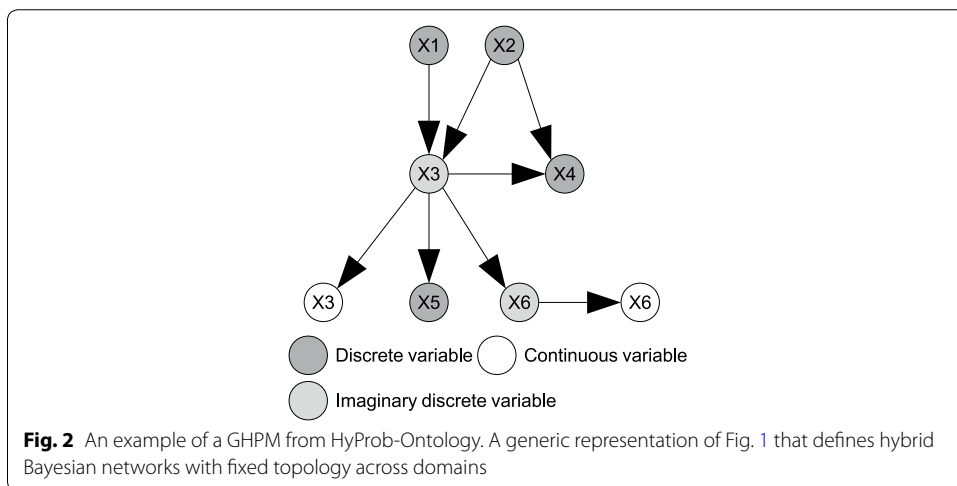 X1 X2
X3 X4
X3 X5 X6 X6
Discrete variable Continuous variable
Imaginary discrete variable
Fig. 2 An example of a GHPM from HyProb-Ontology. A generic representation of Fig. 1 that defines hybrid
Bayesian networks with fixed topology across domains